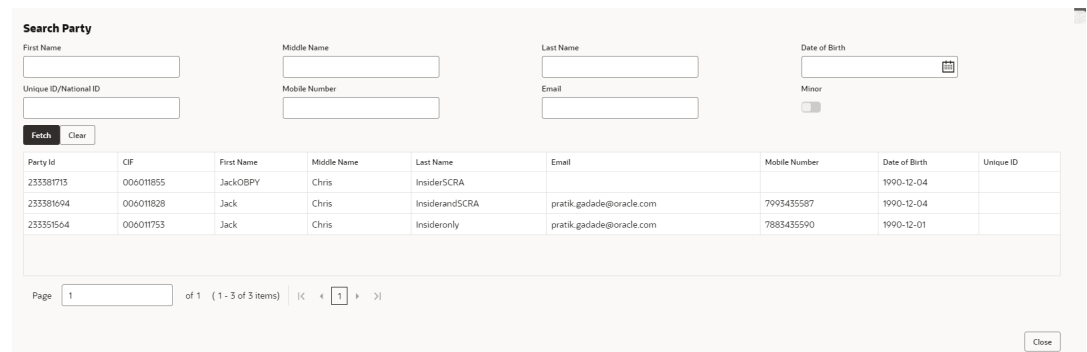 Search Party
First Name Middle Name Last Name Date of Birth
Unique ID/National ID Mobile Number Email Minor
Fetch Clear
Party Id CIF First Name Middle Name Last Name Email Mobile Number Date of Birth Unique ID
233381713 006011855 JackOBPY Chris InsiderSCRA 1990-12-04
233381694 006011828 Jack Chris InsiderandSCRA pratik.gadade@oracle.com 7993435587 1990-12-04
233351564 006011753 Jack Chris Insideronly pratik.gadade@oracle.com 7883435590 1990-12-01
Page 1 of 1 ( 1 - 3 of 3 items) 1
Close